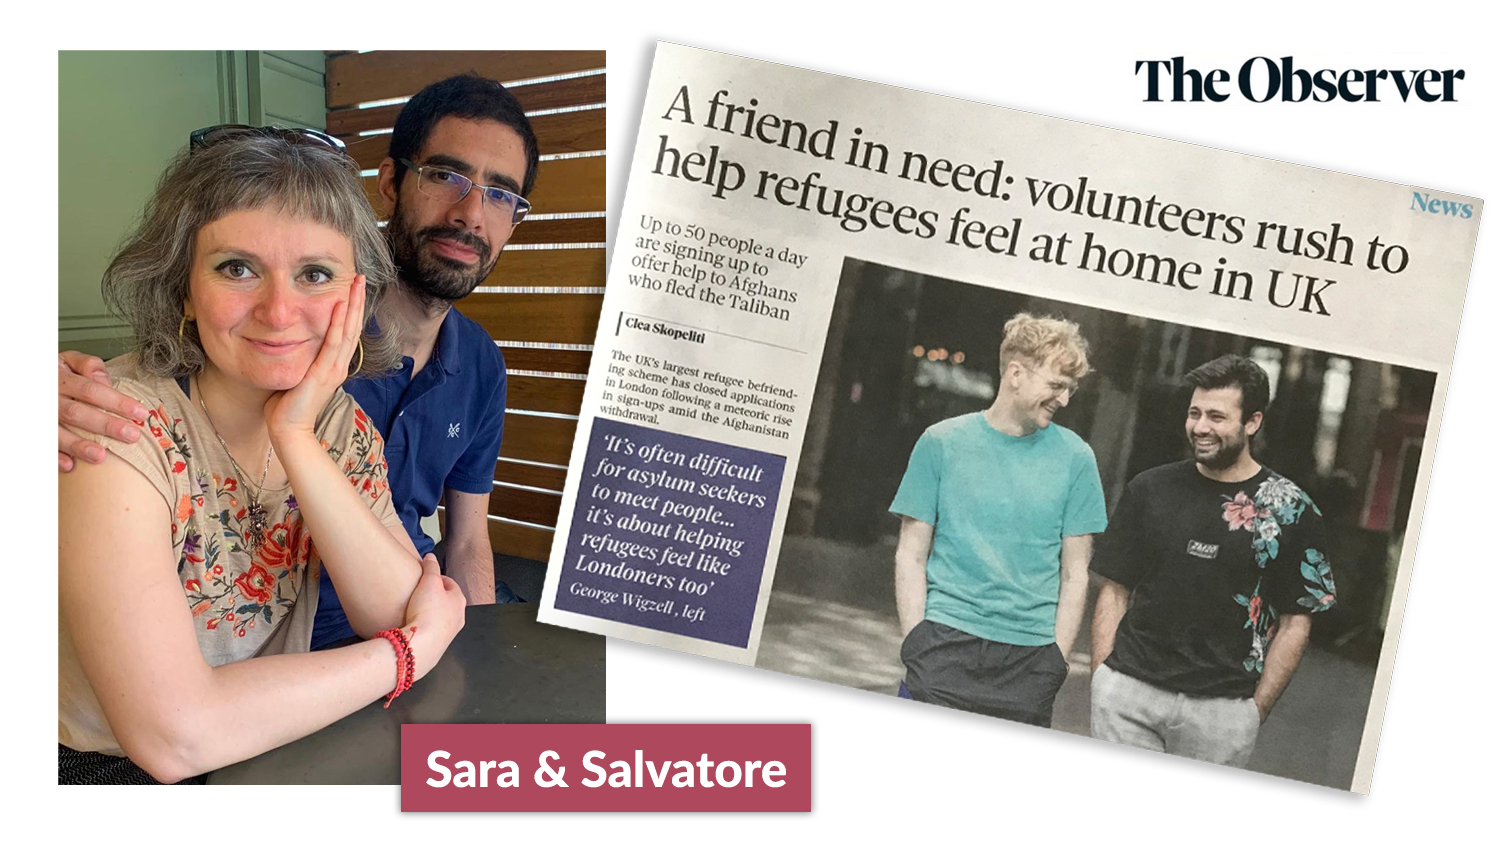 The Observer
News
A friend in need: volunteers rush to
help refugees feel at home in UK
Up to 50 people a day
are signing up to
offer help to Afghans
who fled the Taliban
Clea Skopeliti
The UK's largest refugee befriend-
ing scheme has closed applications
in London following a meteoric rise
in sign-ups amid the Afghanistan
withdrawal.
‘It's often difficult
for asylum seekers
to meet people...
it's about helping
refugees feel like
Londoners too’
George Wigzell, left
Sara & Salvatore